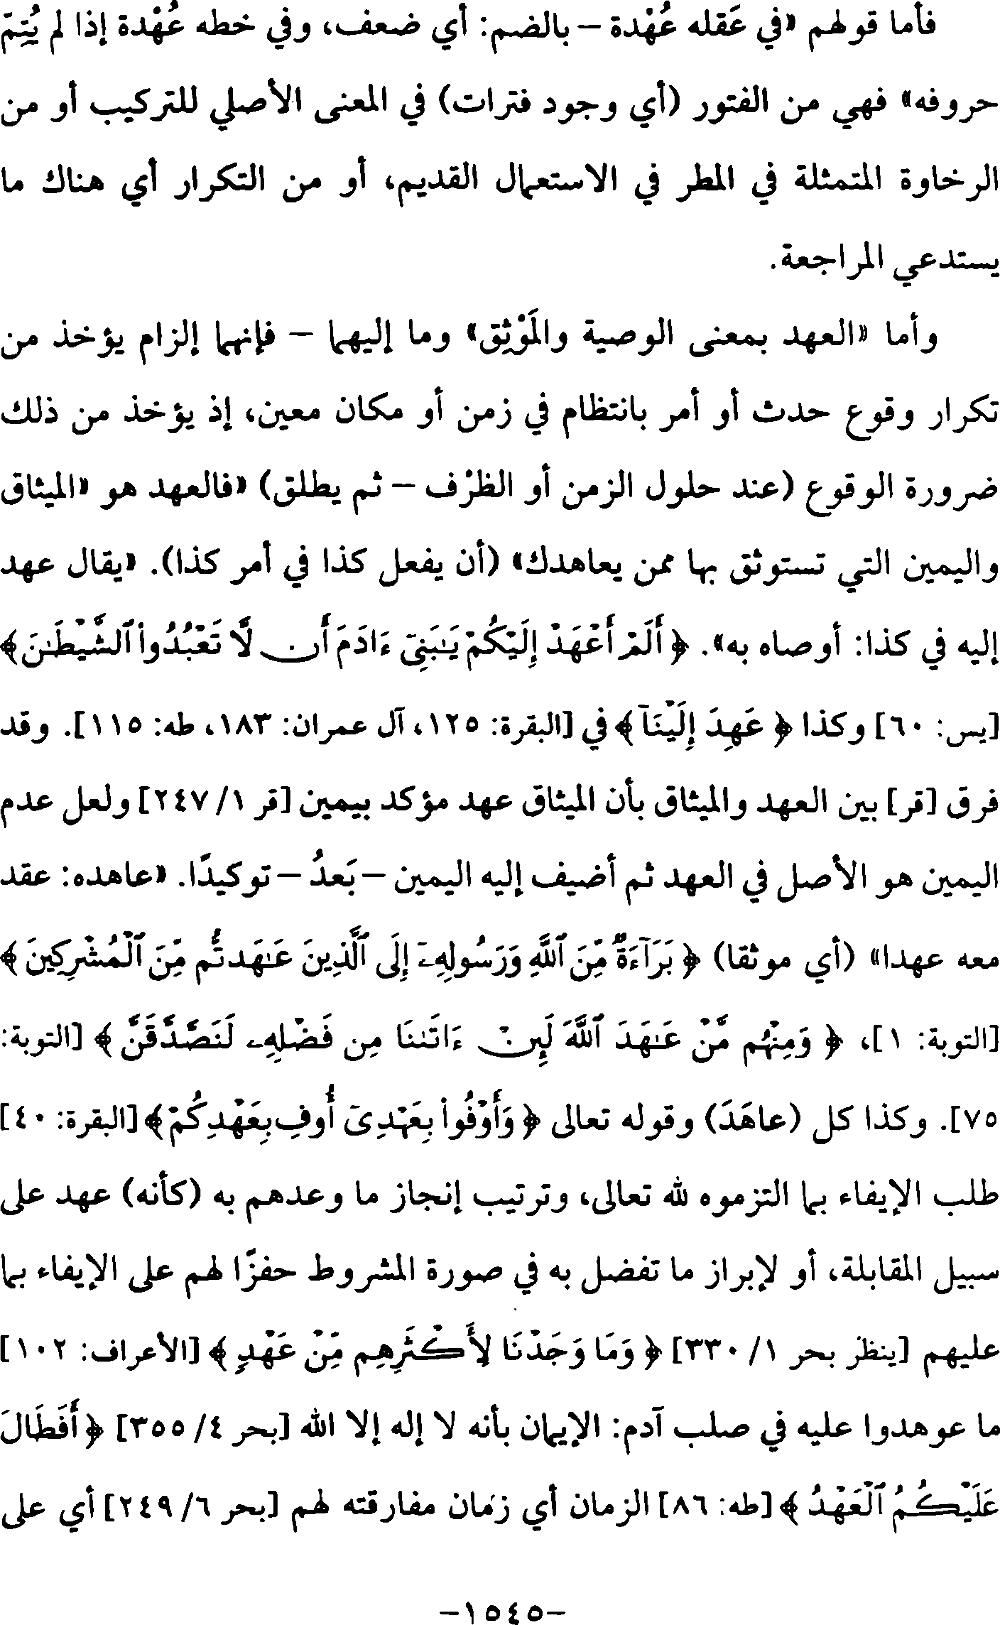 فأما قولهم «في عَقله عُهْدة – بالضم: أي ضعف، وفي خطه عُهْدة إذا لم يُتِمّ
حروفه» فهي من الفتور (أي وجود فترات) في المعنى الأصلي للتركيب أو من
الرخاوة المتمثلة في المطر في الاستعمال القديم، أو من التكرار أي هناك ما
يستدعي المراجعة.
وأما «العهد بمعنى الوصية والمَوْثِق» وما إليهما – فإنهما إلزام يؤخذ من
تكرار وقوع حدث أو أمر بانتظام في زمن أو مكان معين، إذ يؤخذ من ذلك
ضرورة الوقوع (عند حلول الزمن أو الظرْف – ثم يطلق) «فالعهد هو «الميثاق
واليمين التي تستوثق بها ممن يعاهدك» (أن يفعل كذا في أمر كذا). «يقال عهد
إليه في كذا: أوصاه به». ﴿ أَلَمْ أَعْهَدْ إِلَيْكُمْ يَـٰبَنِىٓ ءَادَمَ أَن لَّا تَعْبُدُوا۟ ٱلشَّيْطَـٰنَ﴾
[يس: ٦٠] وكذا ﴿ عَهِدَ إِلَيْنَآ ﴾ في [البقرة: ١٢٥، آل عمران: ١٨٣، طه: ١١٥]. وقد
فرق [قر] بين العهد والميثاق بأن الميثاق عهد مؤكد بيمين [قر ١/ ٢٤٧] ولعل عدم
اليمين هو الأصل في العهد ثم أضيف إليه اليمين – بَعدُ – توكيدًا. «عاهده: عقد
معه عهدا» (أي موثقا) ﴿ بَرَآءَةٌ مِّنَ ٱللَّهِ وَرَسُولِهِۦٓ إِلَى ٱلَّذِينَ عَـٰهَدتُّم مِّنَ ٱلْمُشْرِكِينَ ﴾
[التوبة: ١]، ﴿ وَمِنْهُم مَّنْ عَـٰهَدَ ٱللَّهَ لَئِنْ ءَاتَىٰنَا مِن فَضْلِهِۦ لَنَصَّدَّقَنَّ ﴾ [التوبة:
٧٥]. وكذا كل (عاهَدَ) وقوله تعالى ﴿ وَأَوْفُوا۟ بِعَهْدِىٓ أُوفِ بِعَهْدِكُمْ﴾ [البقرة: ٤٠]
طلب الإيفاء بما التزموه لله تعالى، وترتيب إنجاز ما وعدهم به (كأنه) عهد على
سبيل المقابلة، أو لإبراز ما تفضل به في صورة المشروط حفزًا لهم على الإيفاء بما
عليهم [ينظر بحر ١/ ٣٣٠] ﴿ وَمَا وَجَدْنَا لِأَكْثَرِهِم مِّنْ عَهْدٍ ﴾ [الأعراف: ١٠٢]
ما عوهدوا عليه في صلب آدم: الإيمان بأنه لا إله إلا الله [بحر ٤/ ٣٥٥] ﴿ أَفَطَالَ
عَلَيْكُمُ ٱلْعَهْدُ ﴾ [طه: ٨٦] الزمان أي زمان مفارقته لهم [بحر ٦/ ٢٤٩] أي على
–١٥٤٥–